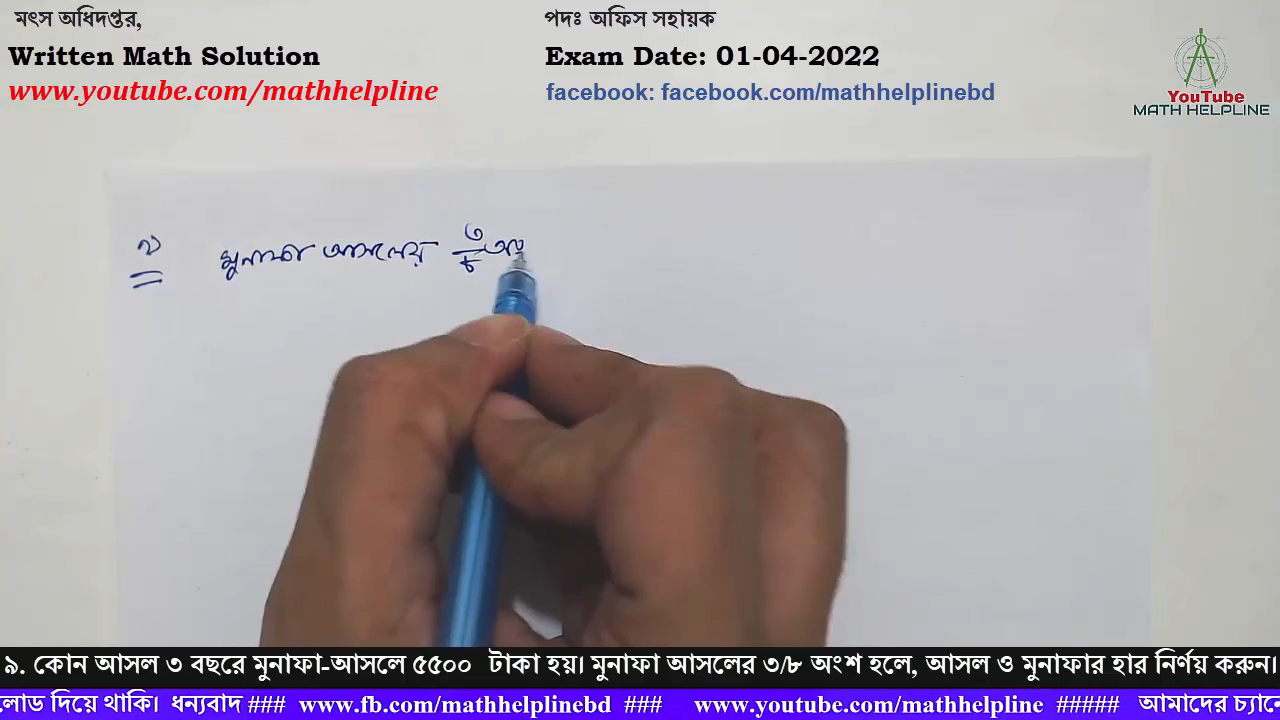 মৎস অধিদপ্তর,
পদঃ অফিস সহায়ক
Written Math Solution
Exam Date: 01-04-2022
www.youtube.com/mathhelpline
facebook: facebook.com/mathhelplinebd
YouTube
MATH HELPLINE
৯ মুনাফা আসলের ৩/৮ অং
৯. কোন আসল ৩ বছরে মুনাফা-আসলে ৫৫০০ টাকা হয়। মুনাফা আসলের ৩/৮ অংশ হলে, আসল ও মুনাফার হার নির্ণয় করুন।
লোড দিয়ে থাকি। ধন্যবাদ ### www.fb.com/mathhelplinebd ### www.youtube.com/mathhelpline ##### আমাদের চ্যানে